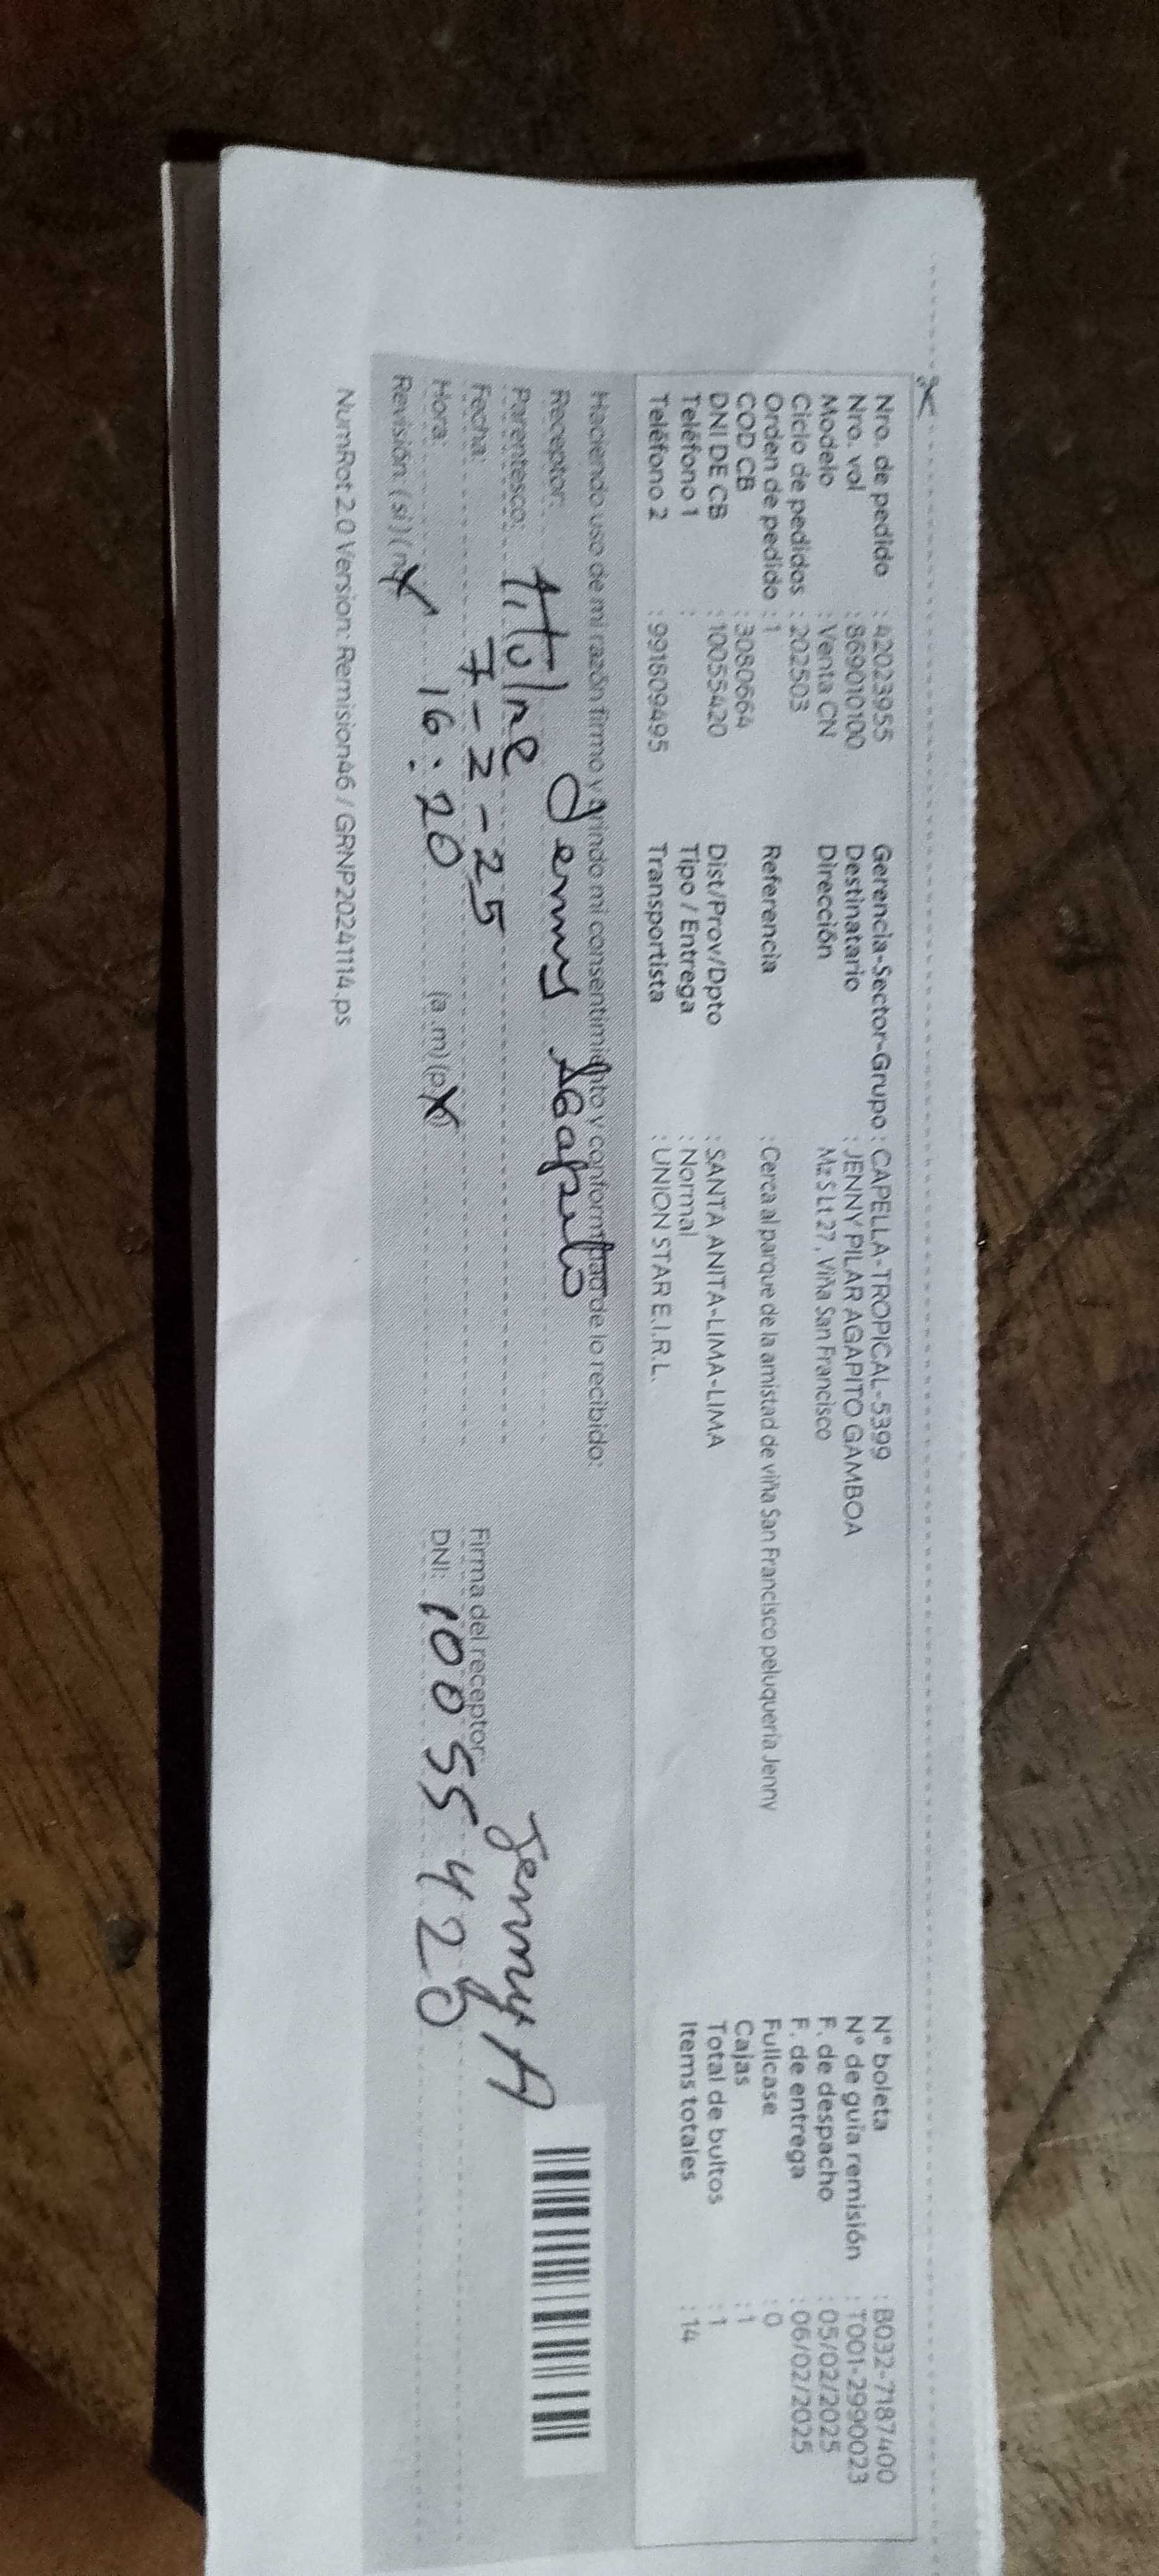 Nro. de pedido : 42023955 Gerencia-Sector-Grupo : CAPELLA-TROPICAL-5399 N° boleta : B032-7187400
Nro. vol : 869010100 Destinatario : JENNY PILAR AGAPITO GAMBOA N° de guía remisión : T001-2990023
Modelo : Venta CN Dirección Mz S Lt 27, Viña San Francisco F. de despacho : 05/02/2025
Ciclo de pedidos : 202503 F. de entrega : 06/02/2025
Orden de pedido : 1 Referencia : Cerca al parque de la amistad de viña San Francisco peluquería Jenny Fullcase : 0
COD CB : 3080664 Cajas : 1
DNI DE CB : 10055420 Dist/Prov/Dpto : SANTA ANITA-LIMA-LIMA Total de bultos : 1
Teléfono 1 : Tipo / Entrega : Normal Items totales : 14
Teléfono 2 : 991809495 Transportista : UNION STAR E.I.R.L.
Haciendo uso de mi razón firmo y brindo mi consentimiento y conformidad de lo recibido:
Receptor: Jenny Agapito
Parentesco: titular Jenny A
Fecha: 7-2-25 Firma del receptor:
Hora: 16:20 (a.m) (p X) DNI: 10055420
Revisión: (si) (n X
NumRot 2.0 Version: Remision46 / GRNP20241114.ps